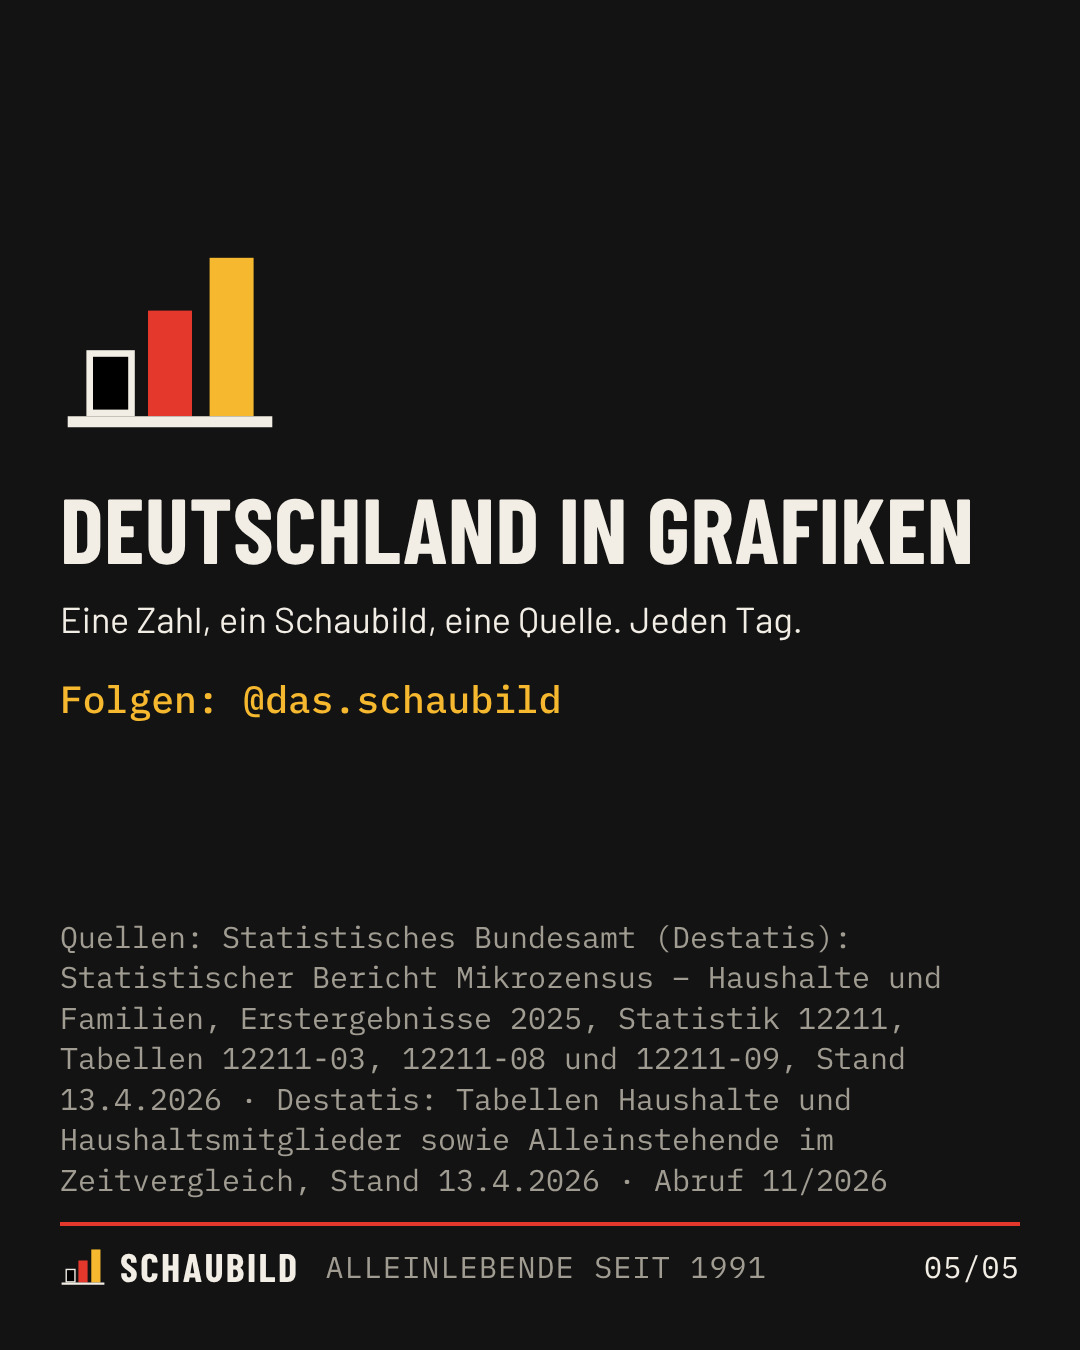 DEUTSCHLAND IN GRAFIKEN
Eine Zahl, ein Schaubild, eine Quelle. Jeden Tag.
Folgen: @das.schaubild
Quellen: Statistisches Bundesamt (Destatis):
Statistischer Bericht Mikrozensus – Haushalte und
Familien, Erstergebnisse 2025, Statistik 12211,
Tabellen 12211-03, 12211-08 und 12211-09, Stand
13.4.2026 · Destatis: Tabellen Haushalte und
Haushaltsmitglieder sowie Alleinstehende im
Zeitvergleich, Stand 13.4.2026 · Abruf 11/2026
SCHAUBILD ALLEINLEBENDE SEIT 1991 05/05